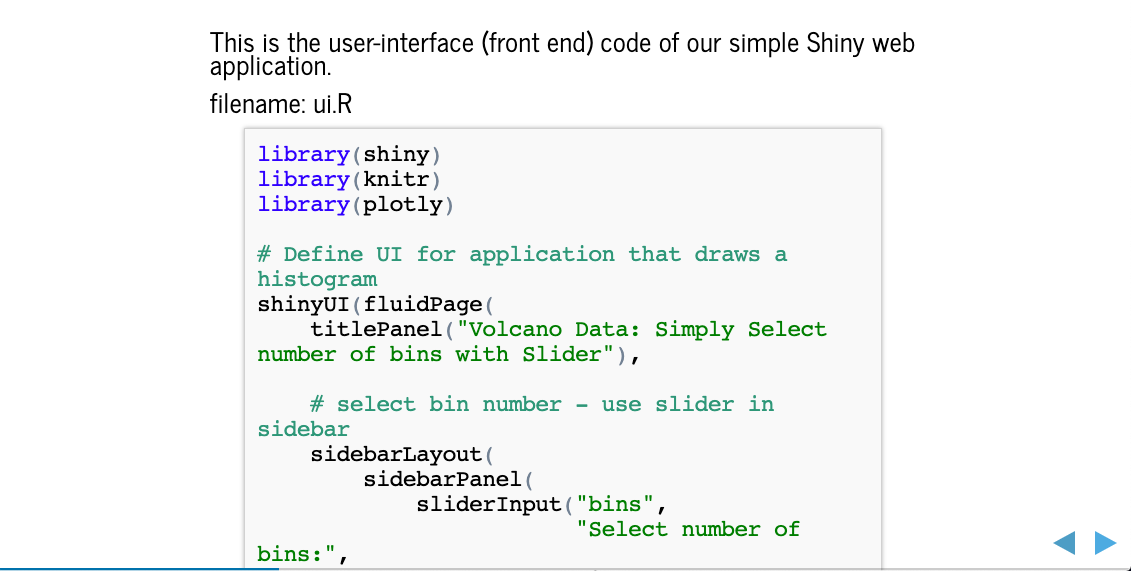 This is the user-interface (front end) code of our simple Shiny web
application.
filename: ui.R
library(shiny)
library(knitr)
library(plotly)
# Define UI for application that draws a
histogram
shinyUI(fluidPage(
    titlePanel("Volcano Data: Simply Select
number of bins with Slider"),
    # select bin number - use slider in
sidebar
    sidebarLayout(
        sidebarPanel(
            sliderInput("bins",
                        "Select number of
bins:",